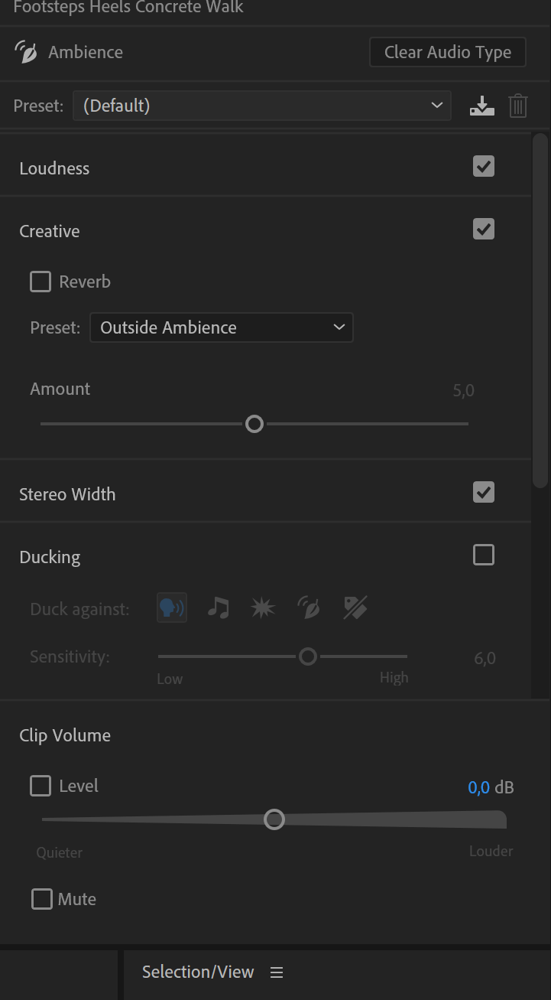 Footsteps Heels Concrete Walk
Ambience
Clear Audio Type
Preset: (Default)
Loudness
Creative
Reverb
Preset: Outside Ambience
Amount 5,0
Stereo Width
Ducking
Duck against:
Sensitivity: 6,0
Low High
Clip Volume
Level 0,0 dB
Quieter Louder
Mute
Selection/View